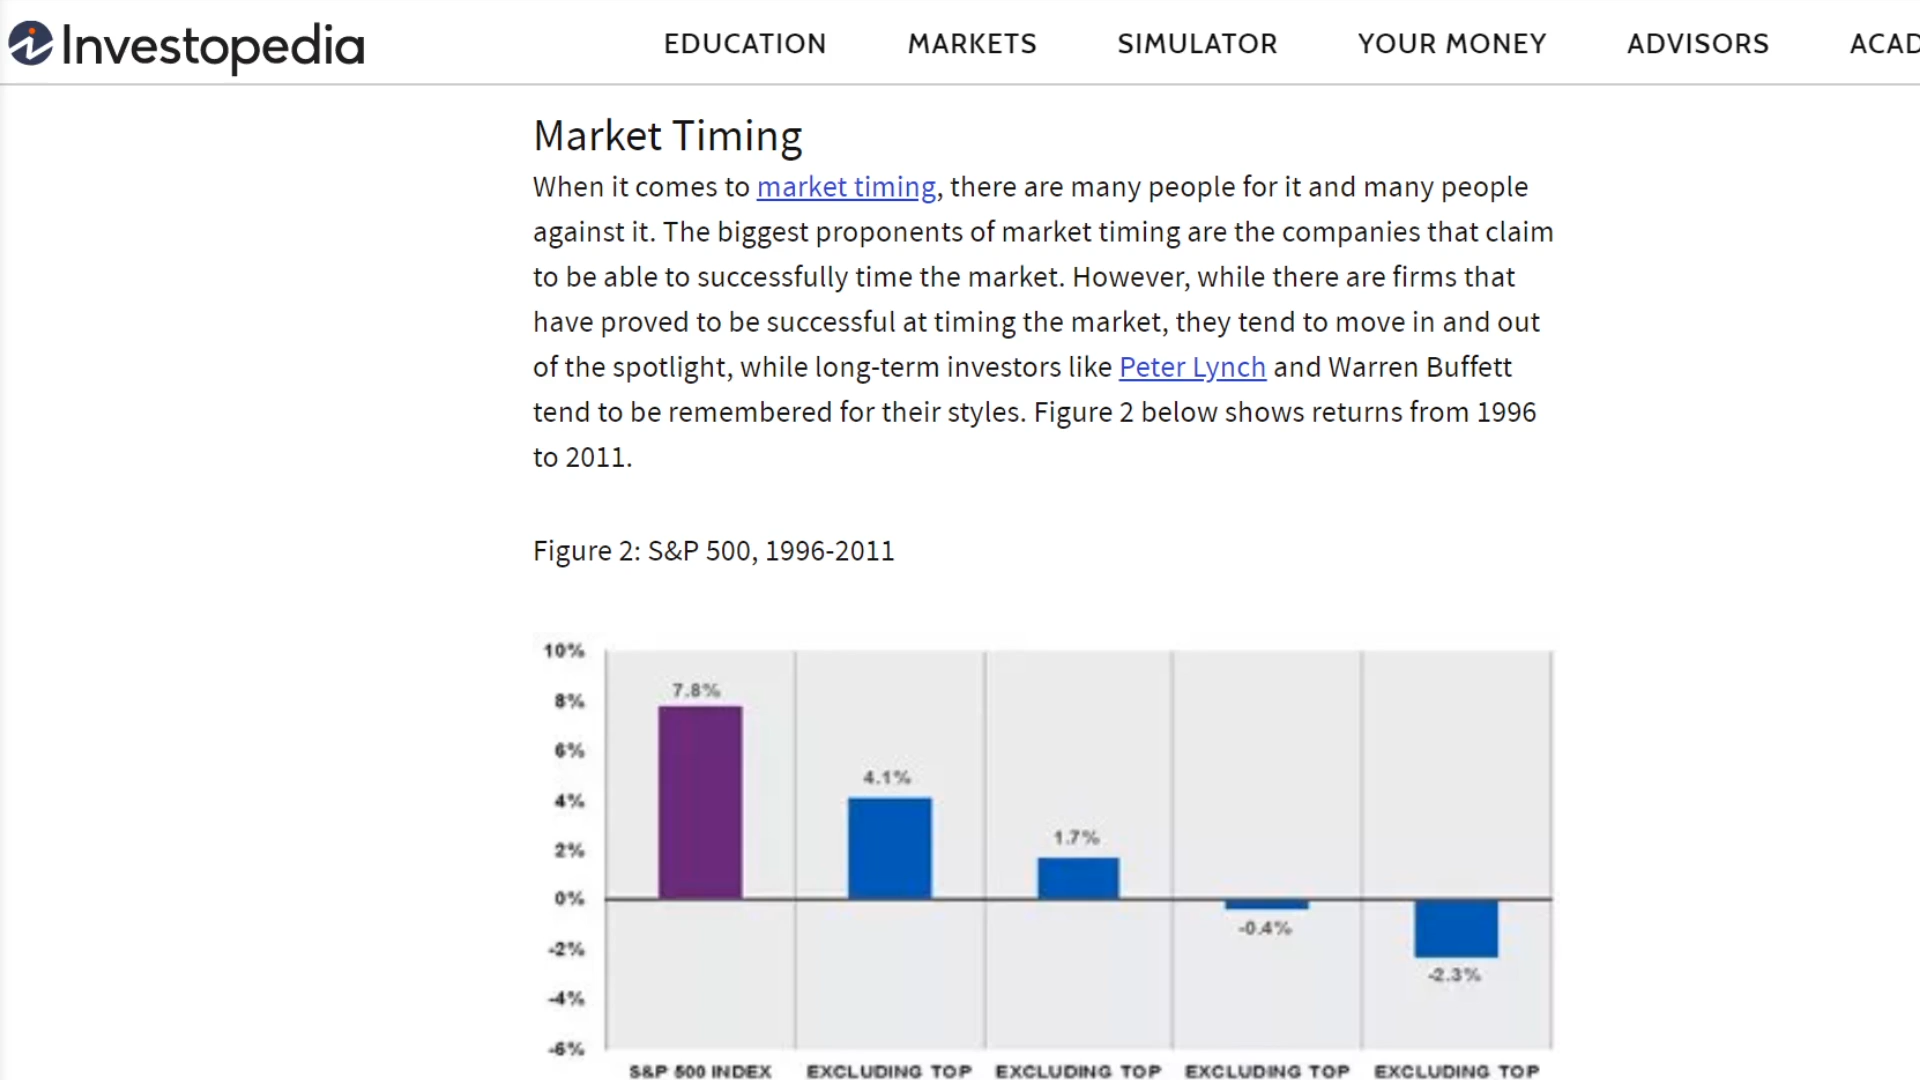 Investopedia
EDUCATION MARKETS SIMULATOR YOUR MONEY ADVISORS ACAD
Market Timing
When it comes to market timing, there are many people for it and many people
against it. The biggest proponents of market timing are the companies that claim
to be able to successfully time the market. However, while there are firms that
have proved to be successful at timing the market, they tend to move in and out
of the spotlight, while long-term investors like Peter Lynch and Warren Buffett
tend to be remembered for their styles. Figure 2 below shows returns from 1996
to 2011.
Figure 2: S&P 500, 1996-2011
10%
7.8%
8%
4.1%
6%
4%
1.7%
2%
0%
-0.4%
-2%
-2.3%
-4%
-6%
S&P 500 INDEX EXCLUDING TOP EXCLUDING TOP EXCLUDING TOP EXCLUDING TOP